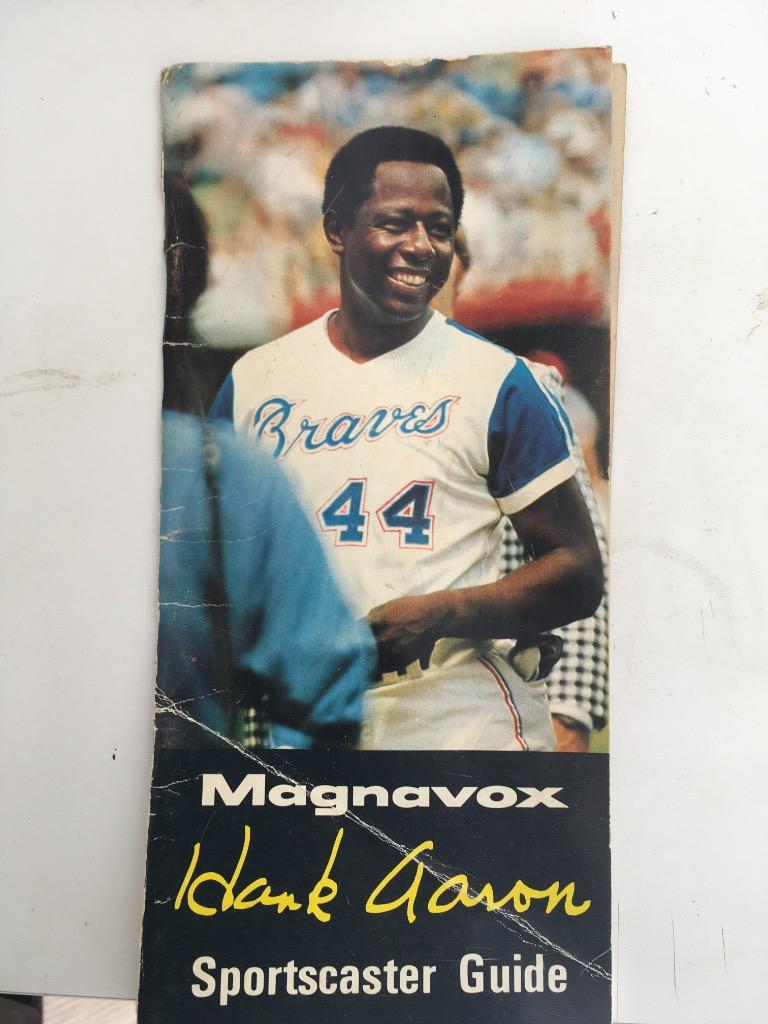 Braves
44
Magnavox
Hank Aaron
Sportscaster Guide